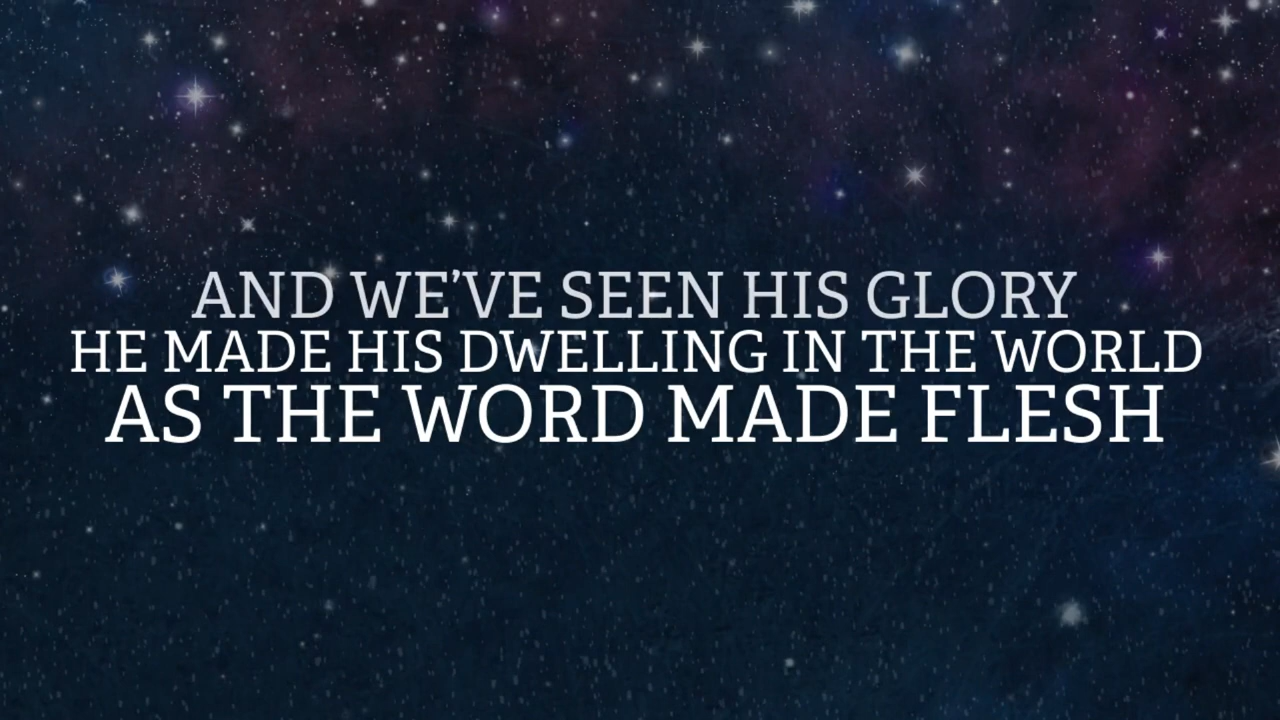 AND WE’VE SEEN HIS GLORY
HE MADE HIS DWELLING IN THE WORLD
AS THE WORD MADE FLESH